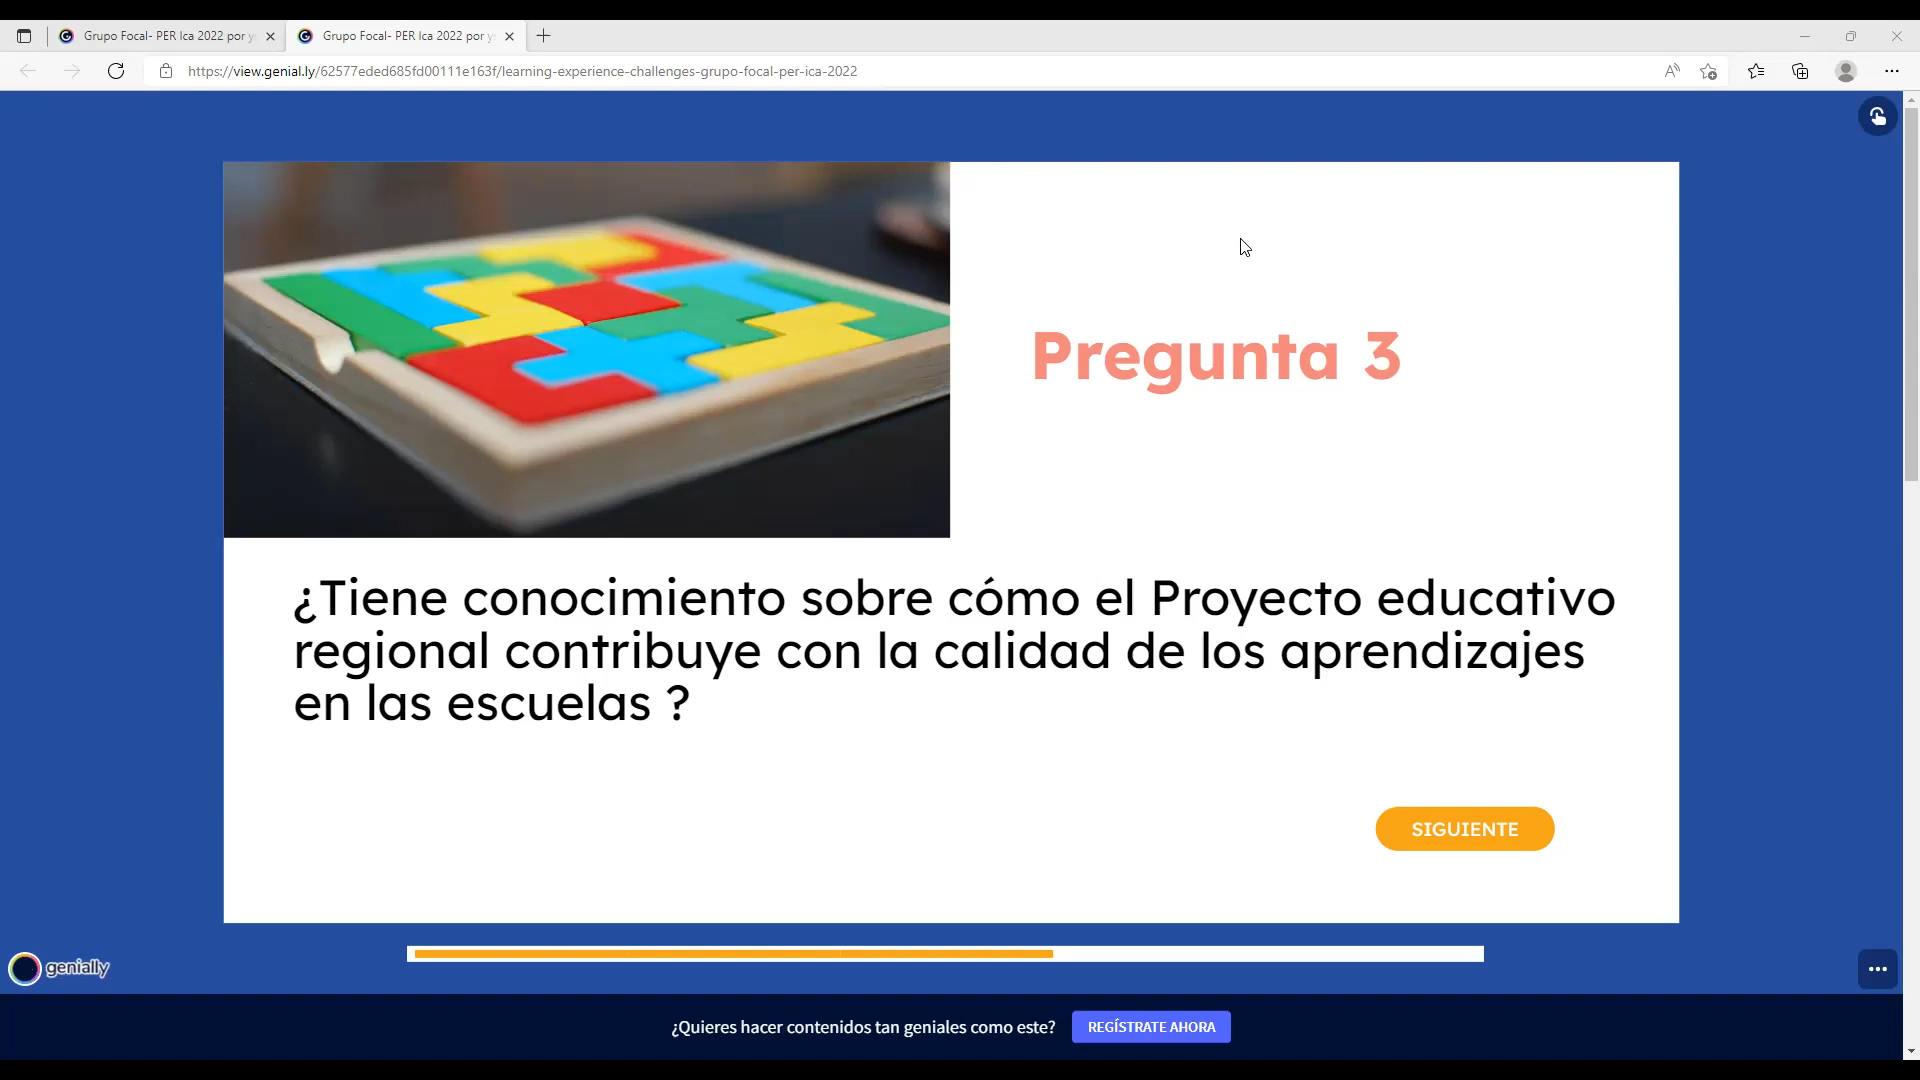 Grupo Focal- PER Ica 2022 por y
Grupo Focal- PER Ica 2022 por y
https://view.genial.ly/62577eded685fd00111e163f/learning-experience-challenges-grupo-focal-per-ica-2022
Pregunta 3
¿Tiene conocimiento sobre cómo el Proyecto educativo
regional contribuye con la calidad de los aprendizajes
en las escuelas ?
SIGUIENTE
genially
¿Quieres hacer contenidos tan geniales como este?
REGÍSTRATE AHORA